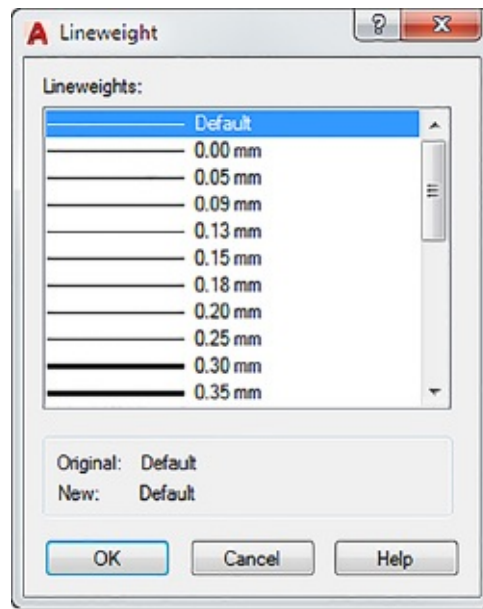 Lineweight
Lineweights:
Default
0.00 mm
0.05 mm
0.09 mm
0.13 mm
0.15 mm
0.18 mm
0.20 mm
0.25 mm
0.30 mm
0.35 mm
Original: Default
New: Default
OK Cancel Help